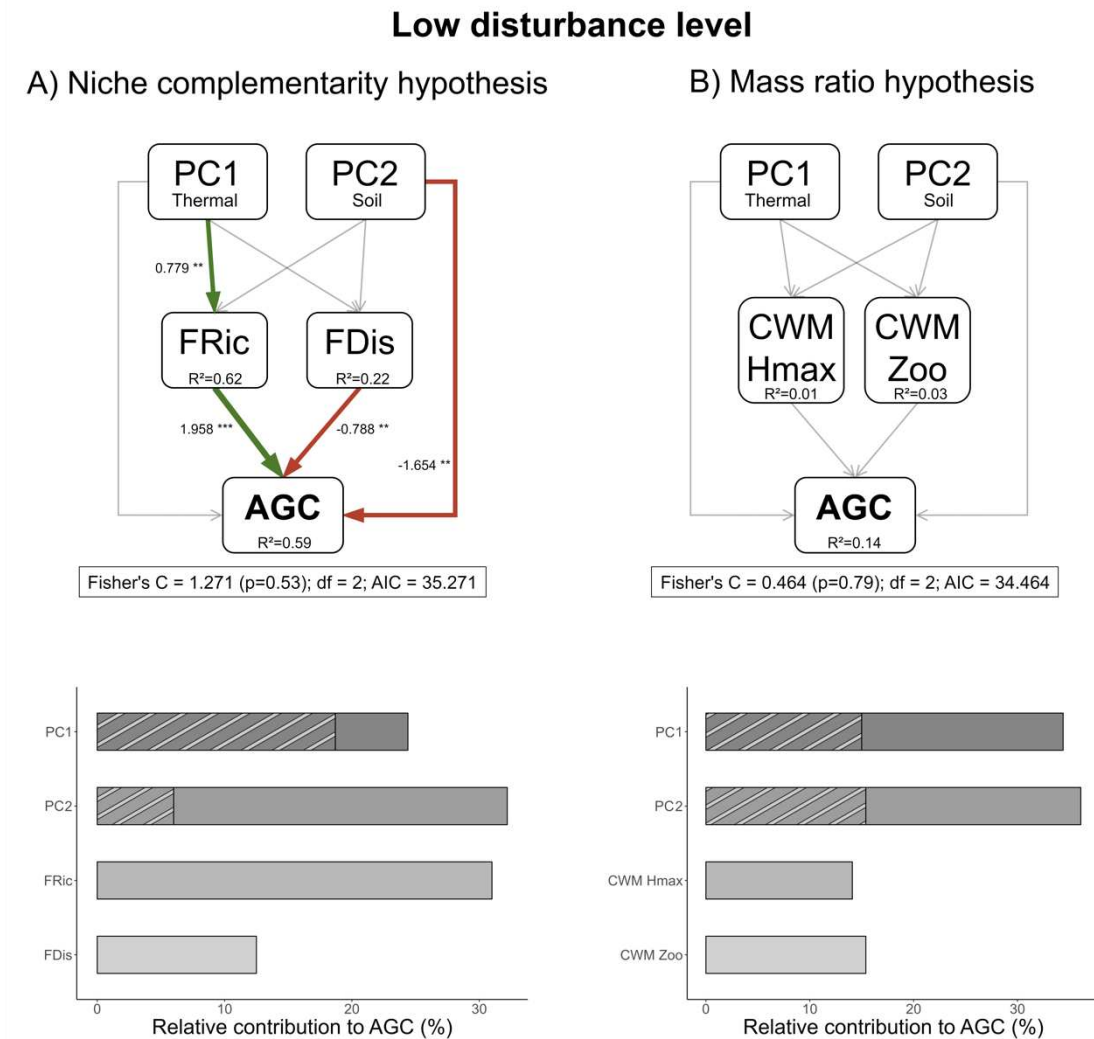 Low disturbance level
A) Niche complementarity hypothesis
PC1
Thermal
PC2
Soil
0.779 **
FRic
R²=0.62
FDis
R²=0.22
1.958 ***
-0.788 **
-1.654 **
AGC
R²=0.59
Fisher's C = 1.271 (p=0.53); df = 2; AIC = 35.271
B) Mass ratio hypothesis
PC1
Thermal
PC2
Soil
CWM
Hmax
R²=0.01
CWM
Zoo
R²=0.03
AGC
R²=0.14
Fisher's C = 0.464 (p=0.79); df = 2; AIC = 34.464
PC1
PC2
FRic
FDis
0 10 20 30
Relative contribution to AGC (%)
PC1
PC2
CWM Hmax
CWM Zoo
0 10 20 30
Relative contribution to AGC (%)